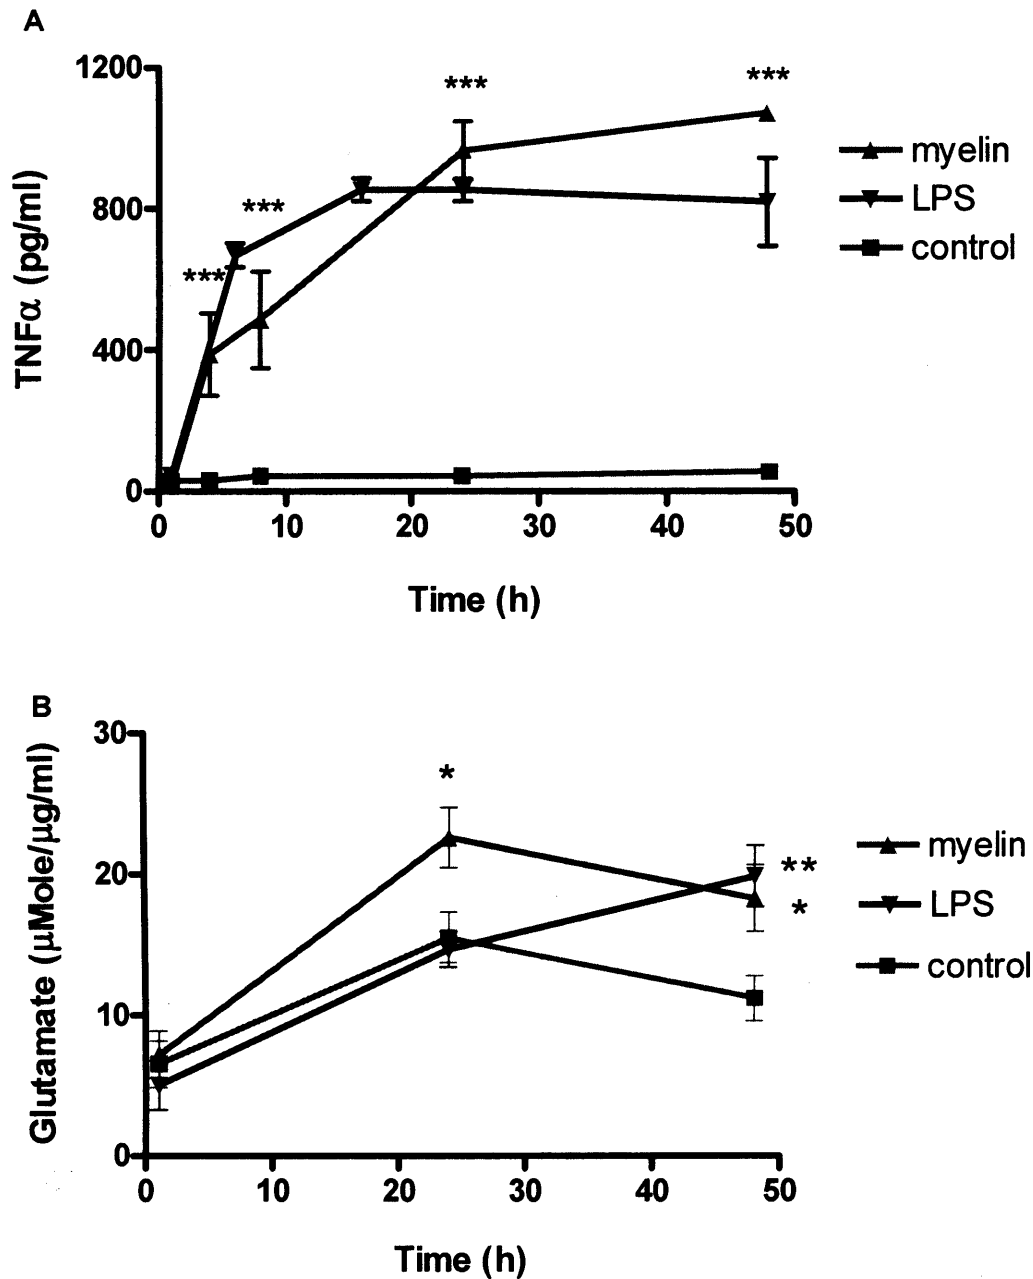 A
1200
***
***
myelin
LPS
control
800
***
***
TNFα (pg/ml)
400
0
0 10 20 30 40 50
Time (h)
B
30
*
Glutamate (μMole/μg/ml)
myelin
20
**
LPS
*
control
10
0
0 10 20 30 40 50
Time (h)